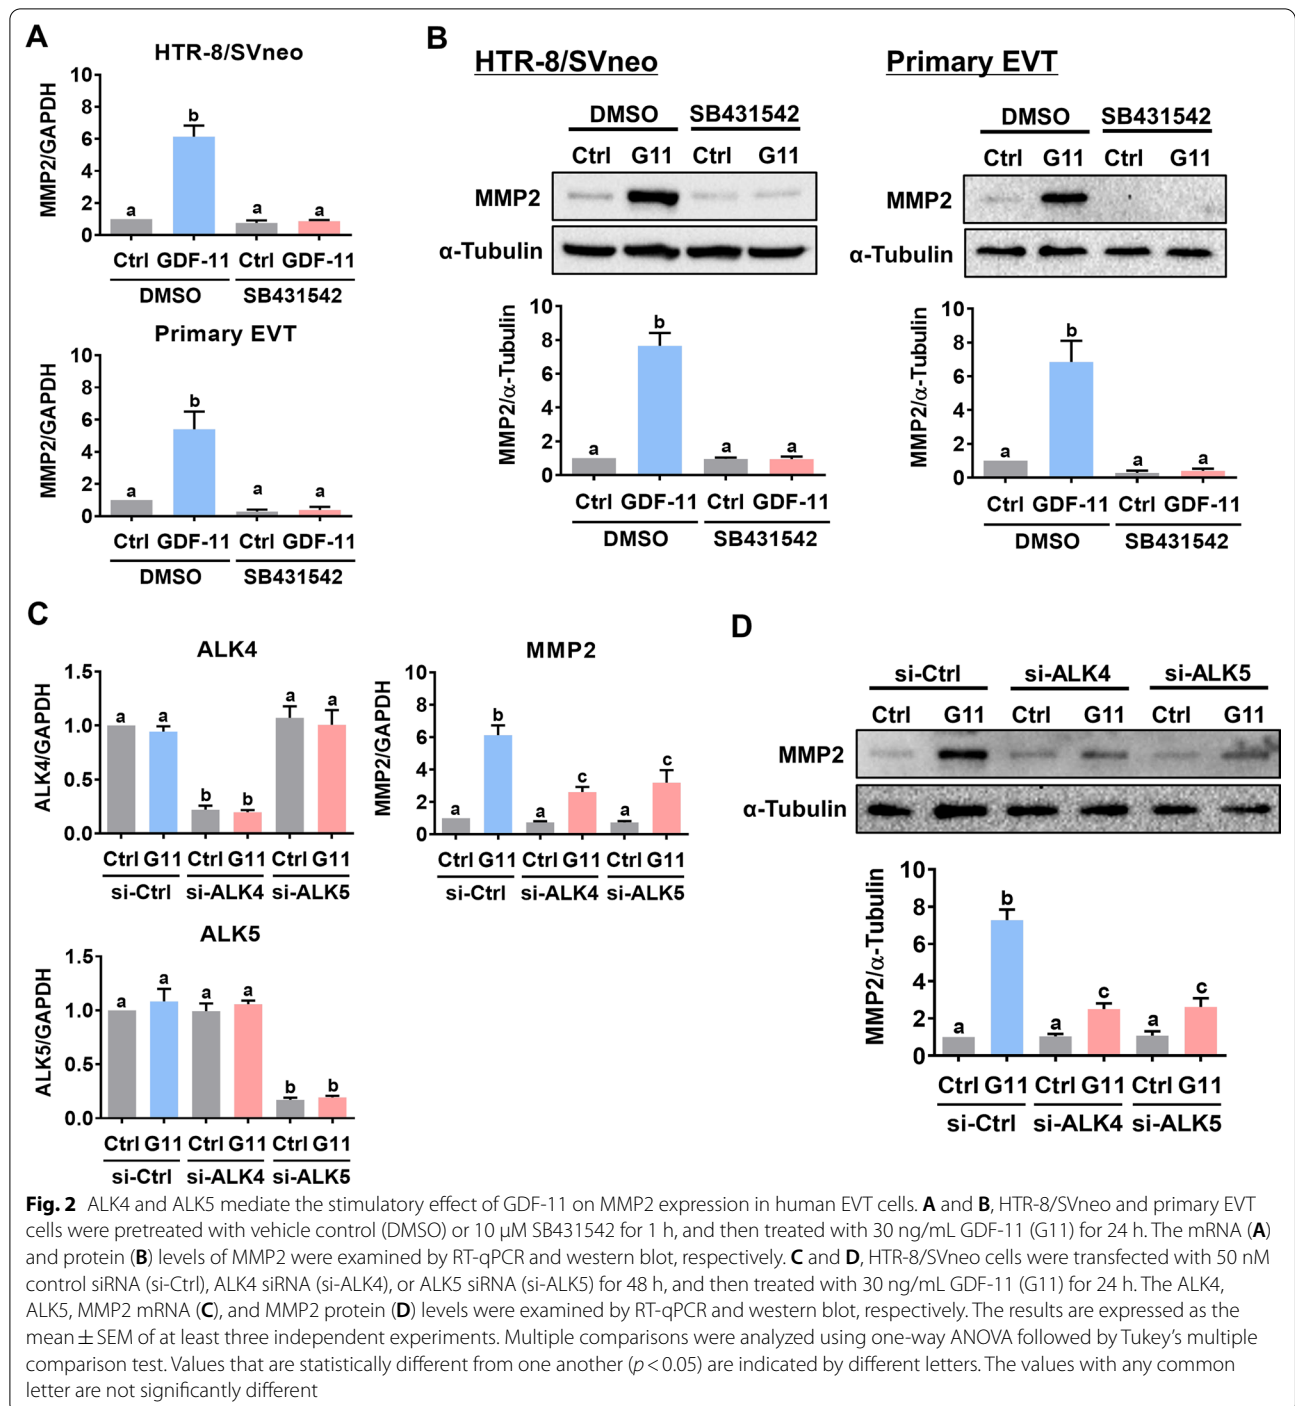 A
HTR-8/SVneo
MMP2/GAPDH
10
8
6
4
2
0
a
b
a
a
Ctrl GDF-11 Ctrl GDF-11
DMSO SB431542
Primary EVT
MMP2/GAPDH
10
8
6
4
2
0
a
b
a
a
Ctrl GDF-11 Ctrl GDF-11
DMSO SB431542
B
HTR-8/SVneo
DMSO SB431542
Ctrl G11 Ctrl G11
MMP2
α-Tubulin
MMP2/α-Tubulin
10
8
6
4
2
0
a
b
a
a
Ctrl GDF-11 Ctrl GDF-11
DMSO SB431542
Primary EVT
DMSO SB431542
Ctrl G11 Ctrl G11
MMP2
α-Tubulin
MMP2/α-Tubulin
10
8
6
4
2
0
a
b
a
a
Ctrl GDF-11 Ctrl GDF-11
DMSO SB431542
C
ALK4
ALK4/GAPDH
1.5
1.0
0.5
0.0
a
a
b
b
a
a
Ctrl G11 Ctrl G11 Ctrl G11
si-Ctrl si-ALK4 si-ALK5
MMP2
MMP2/GAPDH
10
8
6
4
2
0
a
b
a
c
a
c
Ctrl G11 Ctrl G11 Ctrl G11
si-Ctrl si-ALK4 si-ALK5
ALK5
ALK5/GAPDH
1.5
1.0
0.5
0.0
a
a
a
a
b
b
Ctrl G11 Ctrl G11 Ctrl G11
si-Ctrl si-ALK4 si-ALK5
D
si-Ctrl si-ALK4 si-ALK5
Ctrl G11 Ctrl G11 Ctrl G11
MMP2
α-Tubulin
MMP2/α-Tubulin
10
8
6
4
2
0
a
b
a
c
a
c
Ctrl G11 Ctrl G11 Ctrl G11
si-Ctrl si-ALK4 si-ALK5
Fig. 2 ALK4 and ALK5 mediate the stimulatory effect of GDF-11 on MMP2 expression in human EVT cells. A and B, HTR-8/SVneo and primary EVT
cells were pretreated with vehicle control (DMSO) or 10 μM SB431542 for 1 h, and then treated with 30 ng/mL GDF-11 (G11) for 24 h. The mRNA (A)
and protein (B) levels of MMP2 were examined by RT-qPCR and western blot, respectively. C and D, HTR-8/SVneo cells were transfected with 50 nM
control siRNA (si-Ctrl), ALK4 siRNA (si-ALK4), or ALK5 siRNA (si-ALK5) for 48 h, and then treated with 30 ng/mL GDF-11 (G11) for 24 h. The ALK4,
ALK5, MMP2 mRNA (C), and MMP2 protein (D) levels were examined by RT-qPCR and western blot, respectively. The results are expressed as the
mean ± SEM of at least three independent experiments. Multiple comparisons were analyzed using one-way ANOVA followed by Tukey's multiple
comparison test. Values that are statistically different from one another (p < 0.05) are indicated by different letters. The values with any common
letter are not significantly different